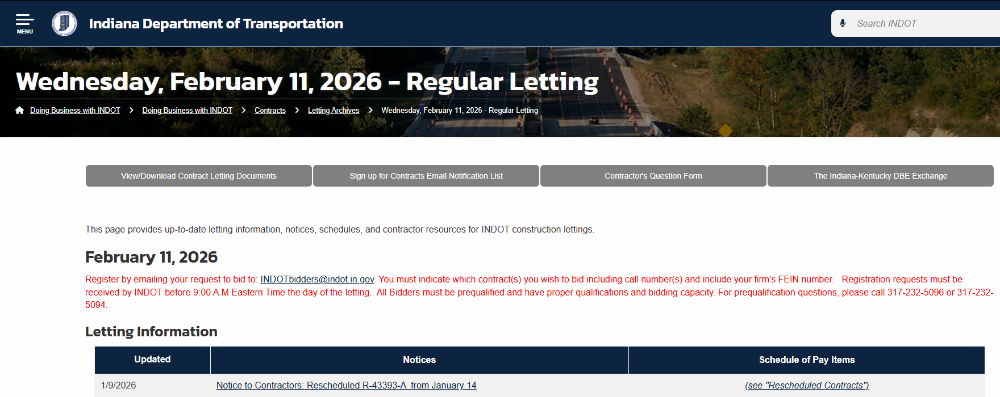 MENU
Indiana Department of Transportation
Search INDOT
Wednesday, February 11, 2026 - Regular Letting
Doing Business with INDOT > Doing Business with INDOT > Contracts > Letting Archives > Wednesday, February 11, 2026 - Regular Letting
View/Download Contract Letting Documents
Sign up for Contracts Email Notification List
Contractor's Question Form
The Indiana-Kentucky DBE Exchange
This page provides up-to-date letting information, notices, schedules, and contractor resources for INDOT construction lettings.
February 11, 2026
Register by emailing your request to bid to: INDOTbidders@indot.in.gov. You must indicate which contract(s) you wish to bid including call number(s) and include your firm's FEIN number.   Registration requests must be
received by INDOT before 9:00 A.M Eastern Time the day of the letting.  All Bidders must be prequalified and have proper qualifications and bidding capacity. For prequalification questions, please call 317-232-5096 or 317-232-
5094.
Letting Information
Updated Notices Schedule of Pay Items
1/9/2026 Notice to Contractors: Rescheduled R-43393-A  from January 14 (see "Rescheduled Contracts")